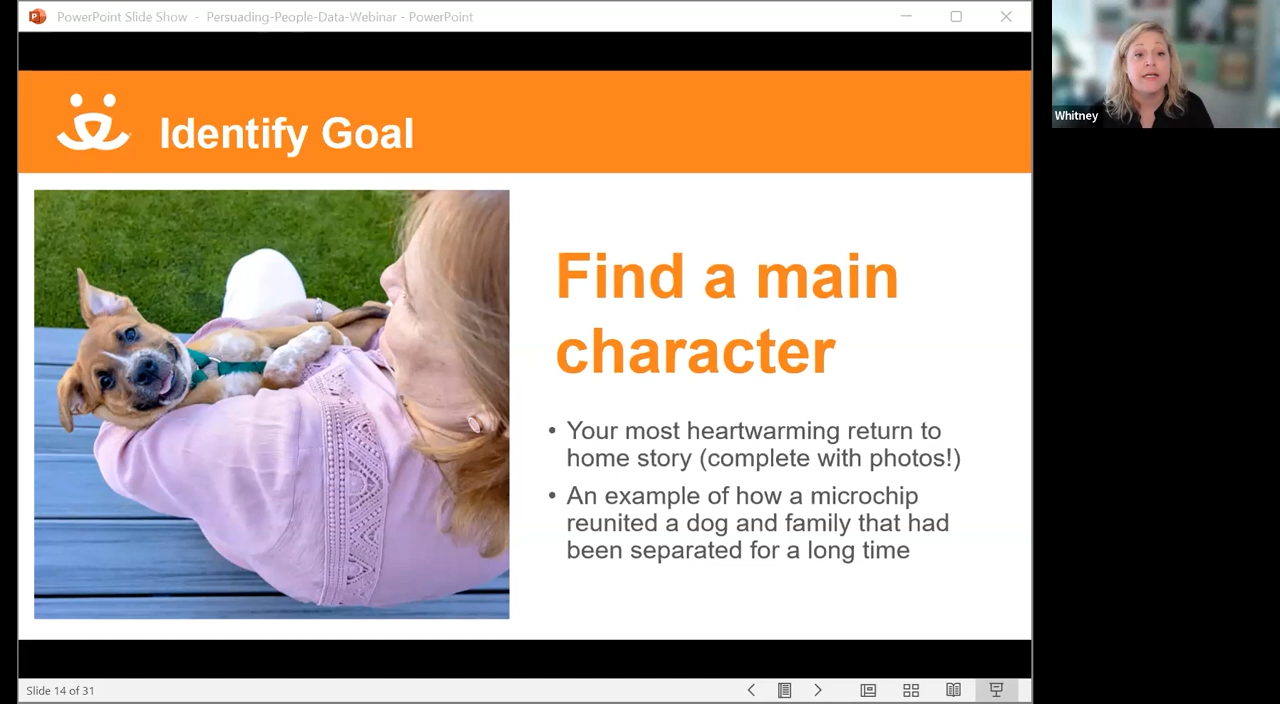 PowerPoint Slide Show - Persuading-People-Data-Webinar - PowerPoint
Whitney
Identify Goal
Find a main
character
• Your most heartwarming return to
home story (complete with photos!)
• An example of how a microchip
reunited a dog and family that had
been separated for a long time
Slide 14 of 31